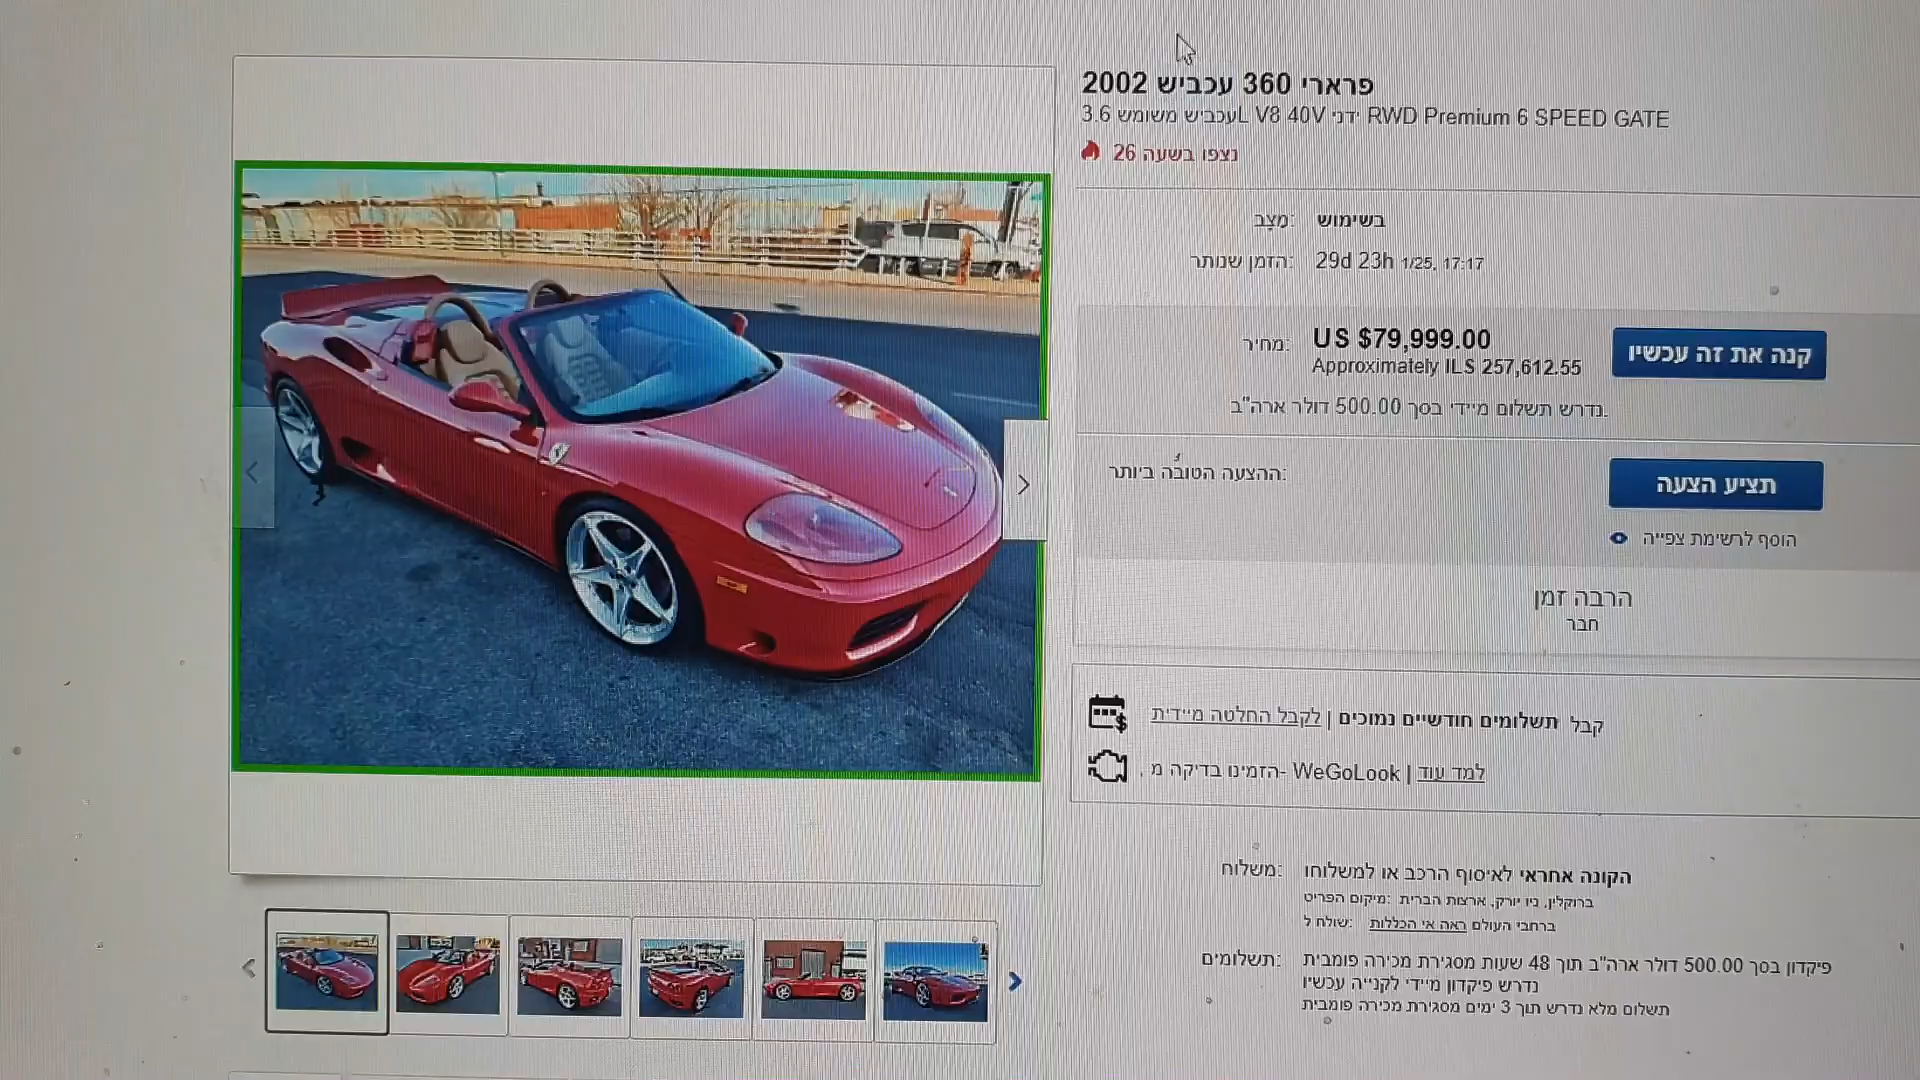 פרארי 360 עכביש 2002
עכביש משומש 3.6L V8 40V ידני RWD Premium 6 SPEED GATE
נצפו בשעה 26
מַצָב: בשימוש
הזמן שנותר: 29d 23h 1/25, 17:17
מחיר: US $79,999.00
Approximately ILS 257,612.55
קנה את זה עכשיו
נדרש תשלום מיידי בסך 500.00 דולר ארה"ב.
ההצעה הטובה ביותר:
תציע הצעה
הוסף לרשימת צפייה
הרבה זמן
חבר
קבל תשלומים חודשיים נמוכים | לקבל החלטה מיידית
, הזמינו בדיקה מ- WeGoLook | למד עוד
משלוח: הקונה אחראי לאיסוף הרכב או למשלוחו
מיקום הפריט: ברוקלין, ניו יורק, ארצות הברית
שולח ל: ברחבי העולם ראה אי הכללות
תשלומים: פיקדון בסך 500.00 דולר ארה"ב תוך 48 שעות מסגירת מכירה פומבית
נדרש פיקדון מיידי לקנייה עכשיו
תשלום מלא נדרש תוך 3 ימים מסגירת מכירה פומבית